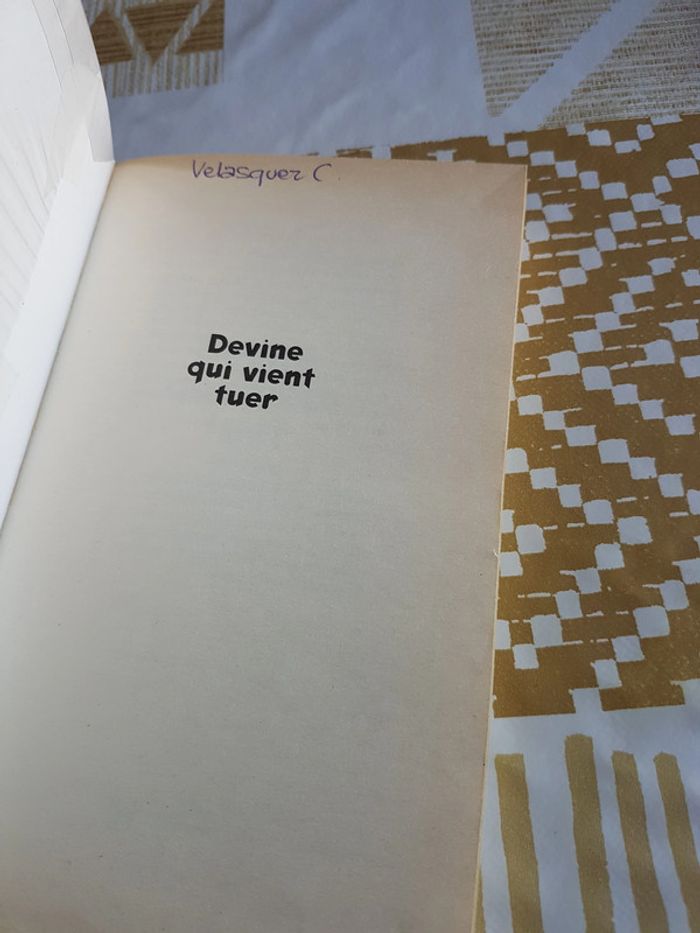 Velasquez C.
Devine
qui vient
tuer